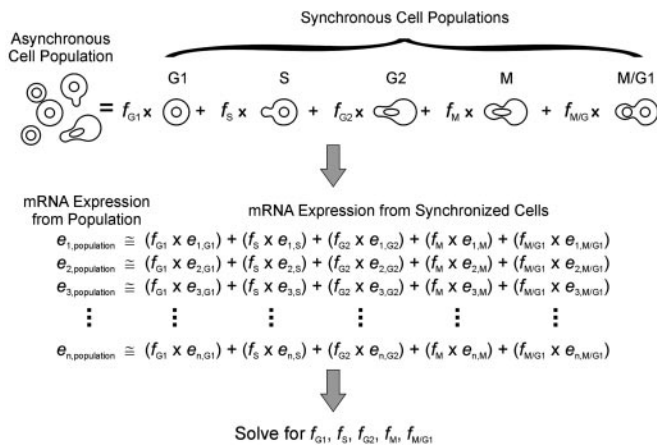 Synchronous Cell Populations
Asynchronous
Cell Population
G1 S G2 M M/G1
= f_G1 x + f_S x + f_G2 x + f_M x + f_M/G x
mRNA Expression
from Population
mRNA Expression from Synchronized Cells
e_1,population ≅ (f_G1 x e_1,G1) + (f_S x e_1,S) + (f_G2 x e_1,G2) + (f_M x e_1,M) + (f_M/G1 x e_1,M/G1)
e_2,population ≅ (f_G1 x e_2,G1) + (f_S x e_2,S) + (f_G2 x e_2,G2) + (f_M x e_2,M) + (f_M/G1 x e_2,M/G1)
e_3,population ≅ (f_G1 x e_3,G1) + (f_S x e_3,S) + (f_G2 x e_3,G2) + (f_M x e_3,M) + (f_M/G1 x e_3,M/G1)
⋮ ⋮ ⋮ ⋮ ⋮ ⋮
e_n,population ≅ (f_G1 x e_n,G1) + (f_S x e_n,S) + (f_G2 x e_n,G2) + (f_M x e_n,M) + (f_M/G1 x e_n,M/G1)
Solve for f_G1, f_S, f_G2, f_M, f_M/G1